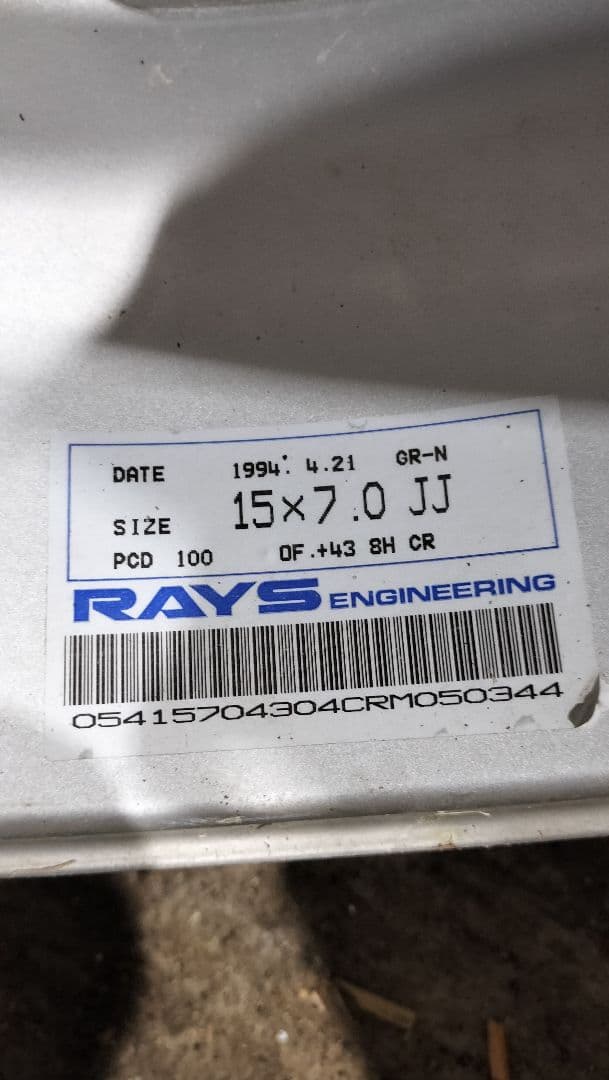 DATE 1994'. 4.21 GR-N
SIZE 15×7.0 JJ
PCD 100 OF.+43 8H CR
RAYS ENGINEERING
05415704304CRM050344